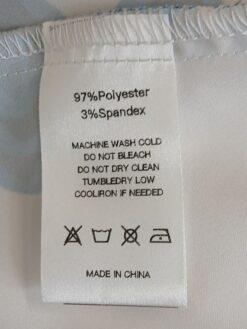 97%Polyester
3%Spandex
MACHINE WASH COLD
DO NOT BLEACH
DO NOT DRY CLEAN
TUMBLEDRY LOW
COOLIRON IF NEEDED
MADE IN CHINA